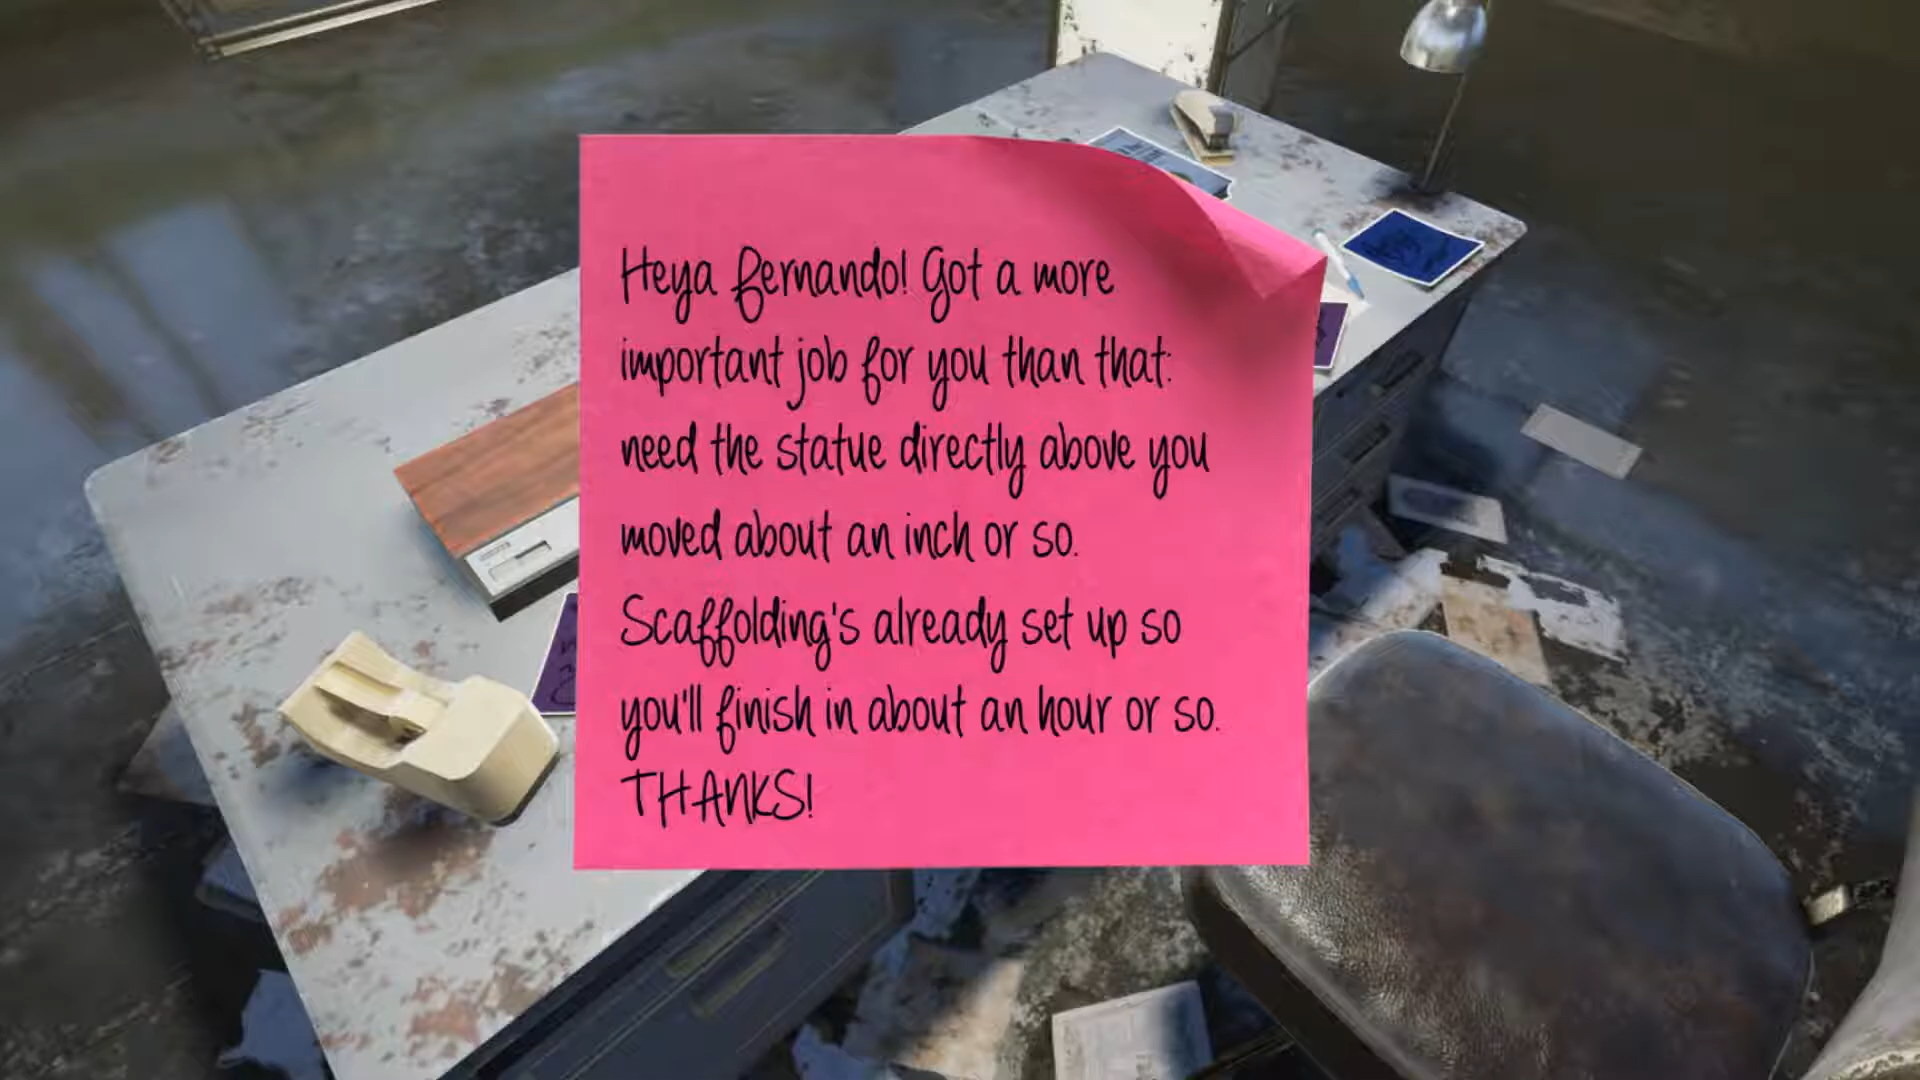 Heya Fernando! Got a more
important job for you than that:
need the statue directly above you
moved about an inch or so.
Scaffolding's already set up so
you'll finish in about an hour or so.
THANKS!